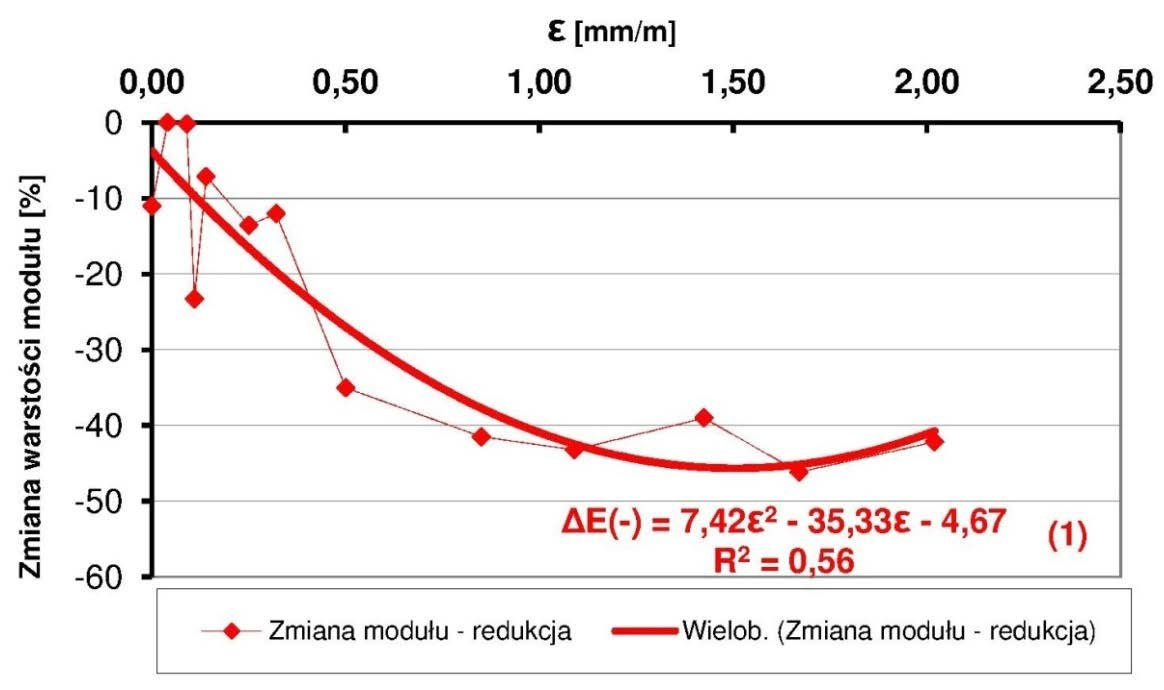 ε [mm/m]
0,00 0,50 1,00 1,50 2,00 2,50
0
-10
-20
-30
-40
-50
-60
Zmiana warstości modułu [%]
ΔE(-) = 7,42ε² - 35,33ε - 4,67
(1)
R² = 0,56
Zmiana modułu - redukcja
Wielob. (Zmiana modułu - redukcja)